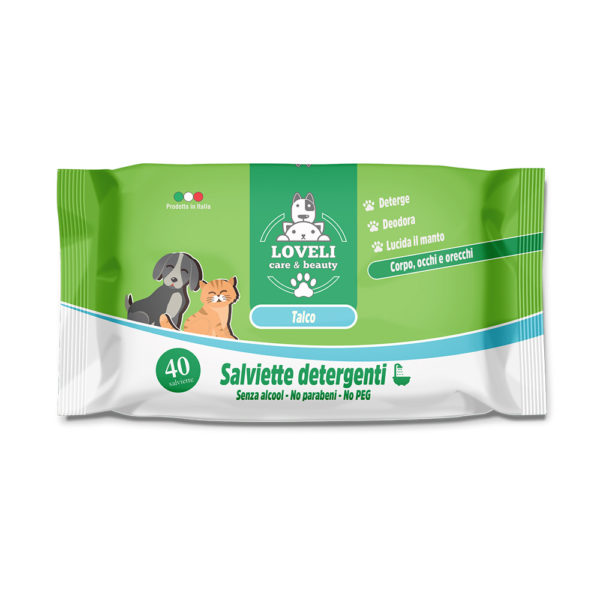 Prodotto in Italia
LOVELI
care & beauty
Talco
Deterge
Deodora
Lucida il manto
Corpo, occhi e orecchi
40
salviette
Salviette detergenti
Senza alcool - No parabeni - No PEG